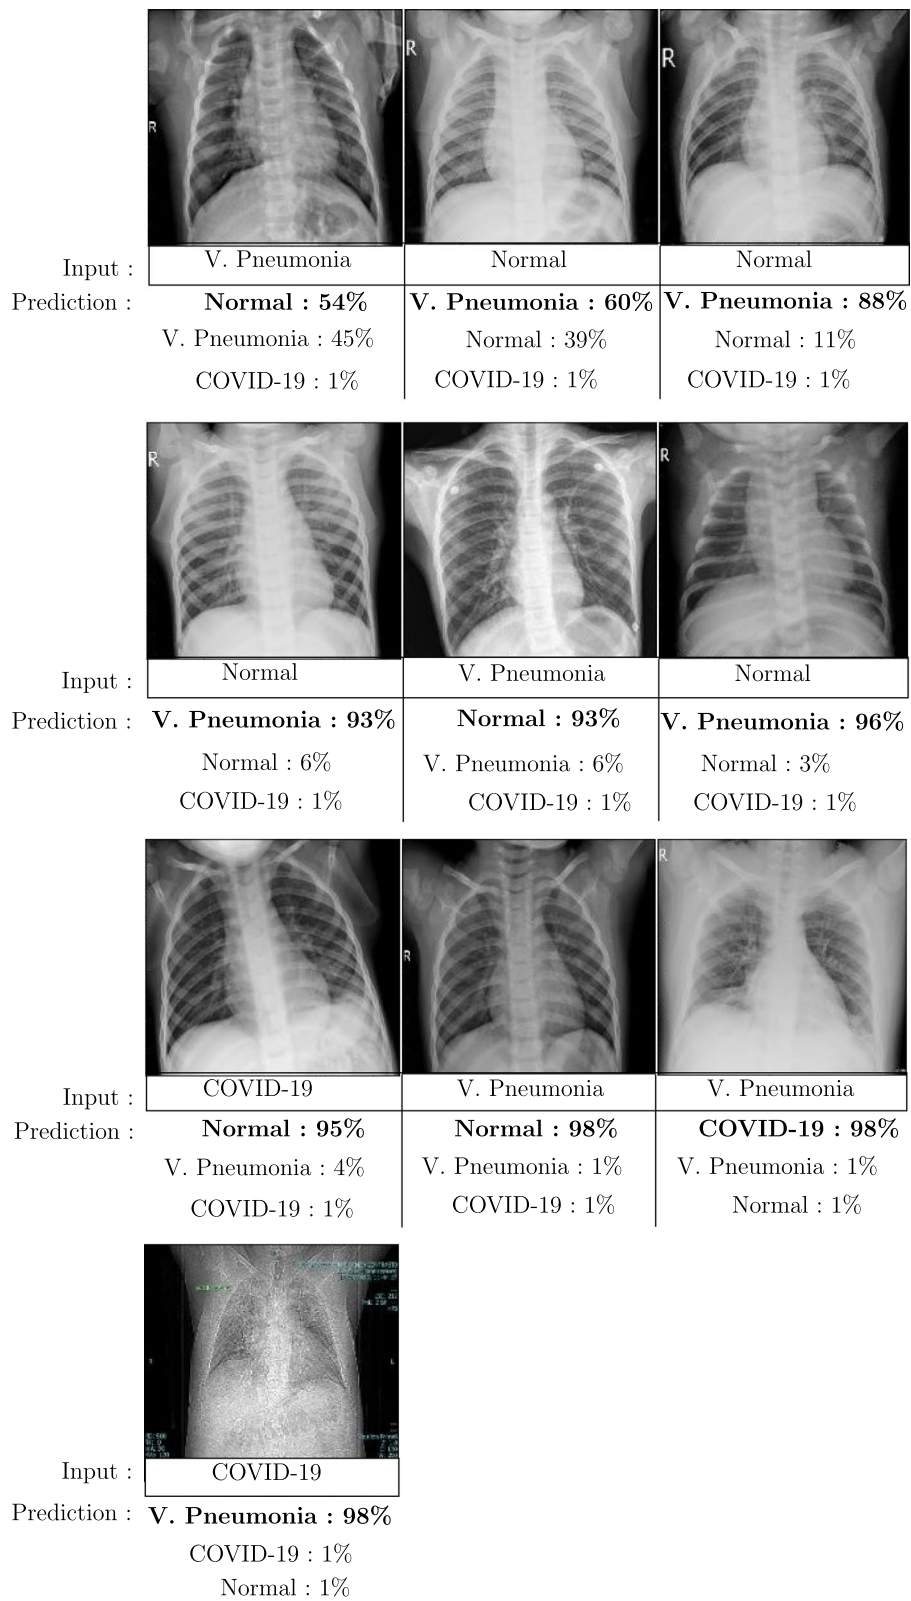 R
R
R
Input :
V. Pneumonia
Normal
Normal
Prediction :
Normal : 54%
V. Pneumonia : 60%
V. Pneumonia : 88%
V. Pneumonia : 45%
Normal : 39%
Normal : 11%
COVID-19 : 1%
COVID-19 : 1%
COVID-19 : 1%
R
R
Input :
Normal
V. Pneumonia
Normal
Prediction :
V. Pneumonia : 93%
Normal : 93%
V. Pneumonia : 96%
Normal : 6%
V. Pneumonia : 6%
Normal : 3%
COVID-19 : 1%
COVID-19 : 1%
COVID-19 : 1%
R
R
Input :
COVID-19
V. Pneumonia
V. Pneumonia
Prediction :
Normal : 95%
Normal : 98%
COVID-19 : 98%
V. Pneumonia : 4%
V. Pneumonia : 1%
V. Pneumonia : 1%
COVID-19 : 1%
COVID-19 : 1%
Normal : 1%
L
Input :
COVID-19
Prediction :
V. Pneumonia : 98%
COVID-19 : 1%
Normal : 1%